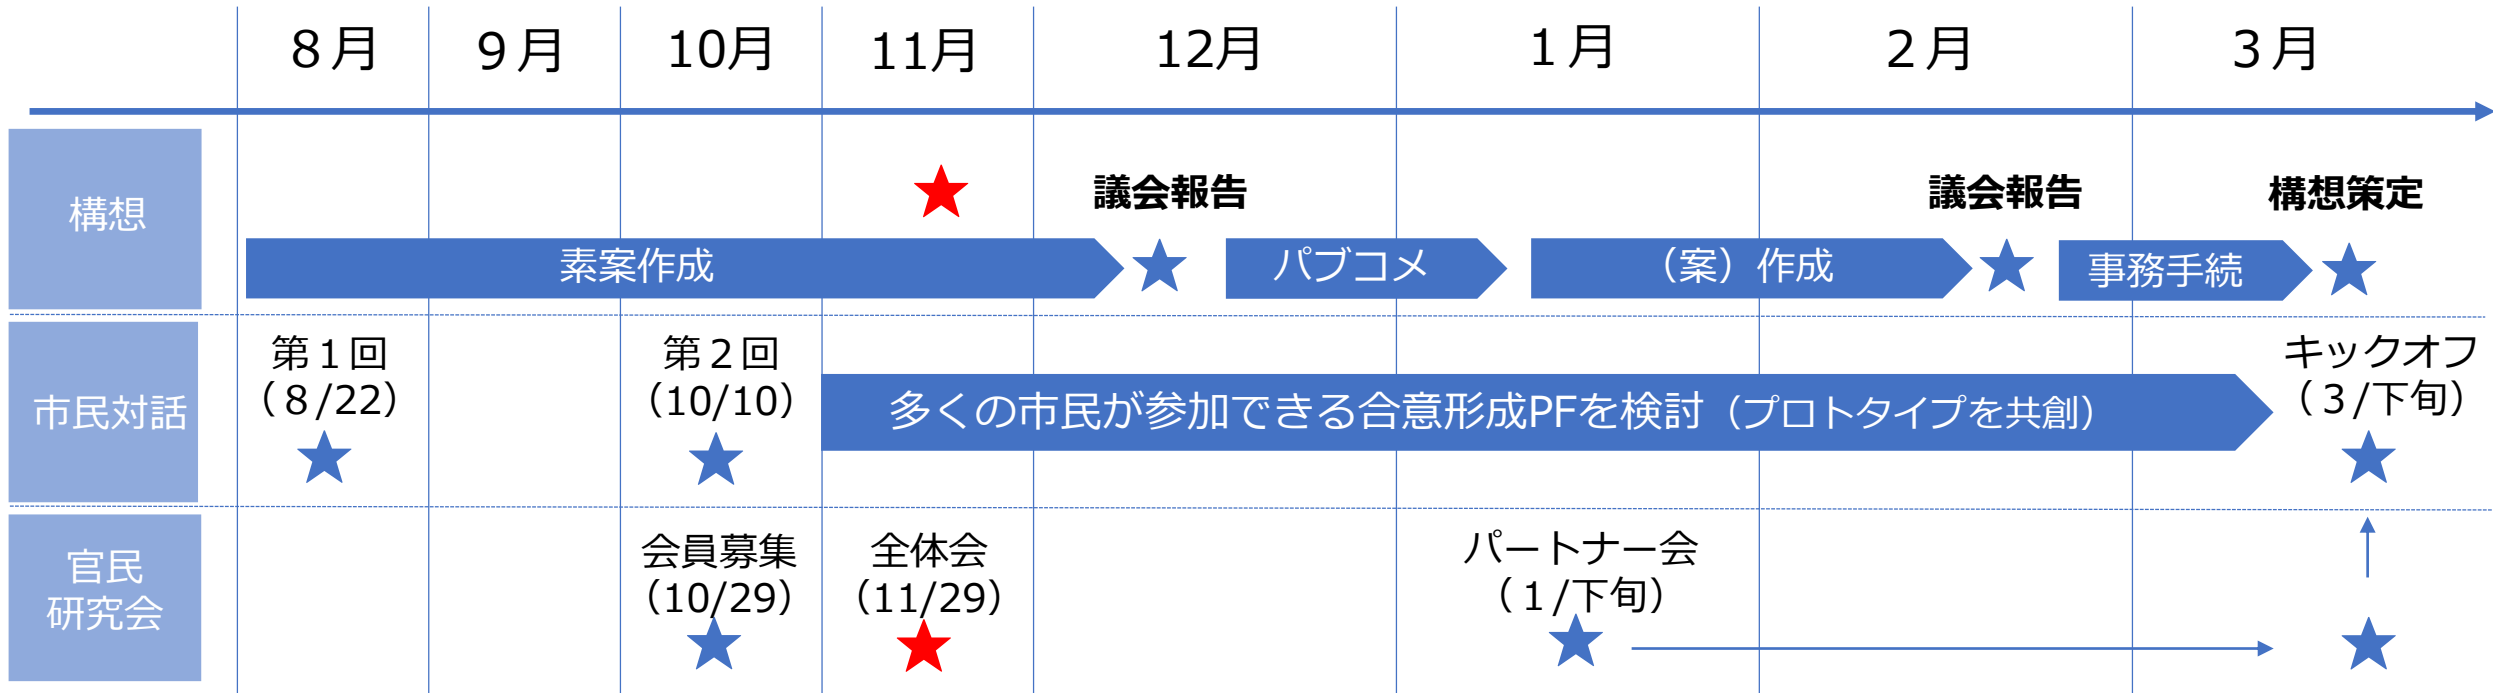 8月
9月
10月
11月
12月
1月
2月
3月
構想
議会報告
議会報告
構想策定
素案作成
パブコメ
(案) 作成
事務手続
市民対話
第1回
(8/22)
第2回
(10/10)
多くの市民が参加できる合意形成PFを検討(プロトタイプを共創)
キックオフ
(3/下旬)
官民
研究会
会員募集
(10/29)
全体会
(11/29)
パートナー会
(1/下旬)